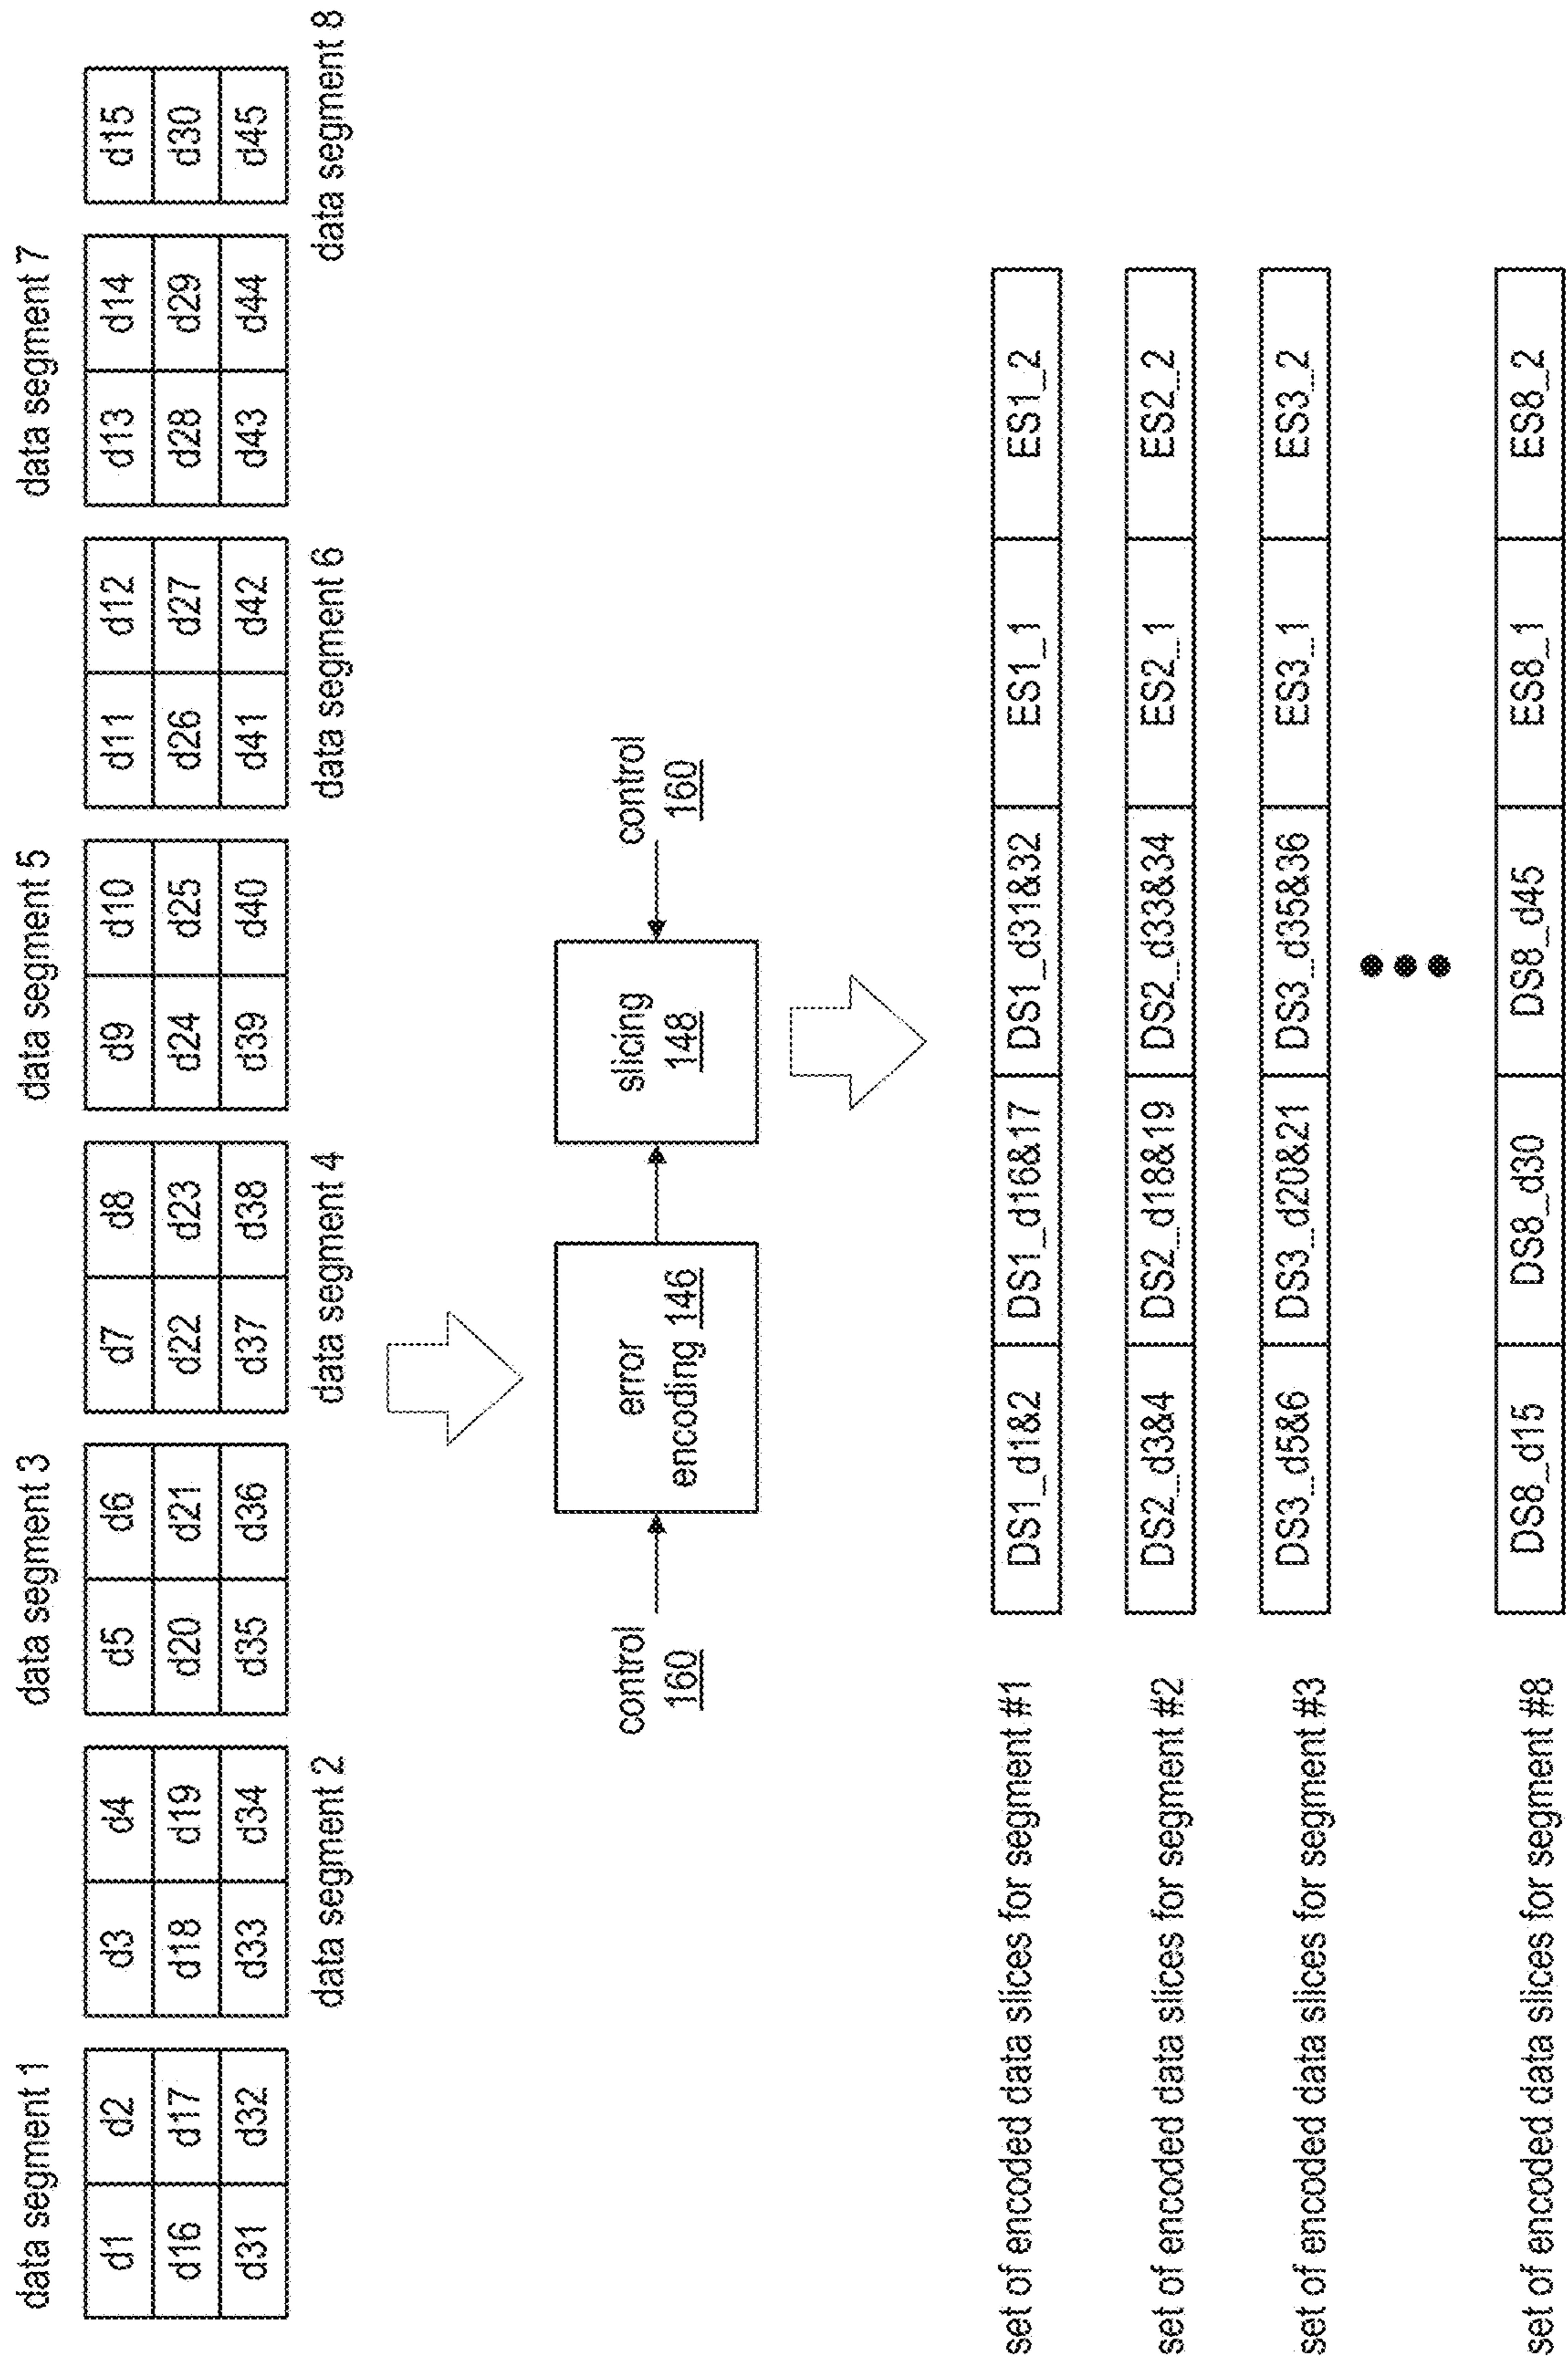 data segment 1
data segment 3
data segment 5
data segment 7
d1 d2 d3 d4 d5 d6 d7 d8 d9 d10 d11 d12 d13 d14 d15
d16 d17 d18 d19 d20 d21 d22 d23 d24 d25 d26 d27 d28 d29 d30
d31 d32 d33 d34 d35 d36 d37 d38 d39 d40 d41 d42 d43 d44 d45
data segment 2
data segment 4
data segment 6
data segment 8
control
160
error
encoding 146
slicing
148
control
160
set of encoded data slices for segment #1 DS1_d1&2 DS1_d16&17 DS1_d31&32 ES1_1 ES1_2
set of encoded data slices for segment #2 DS2_d3&4 DS2_d18&19 DS2_d33&34 ES2_1 ES2_2
set of encoded data slices for segment #3 DS3_d5&6 DS3_d20&21 DS3_d35&36 ES3_1 ES3_2
set of encoded data slices for segment #8 DS8_d15 DS8_d30 DS8_d45 ES8_1 ES8_2